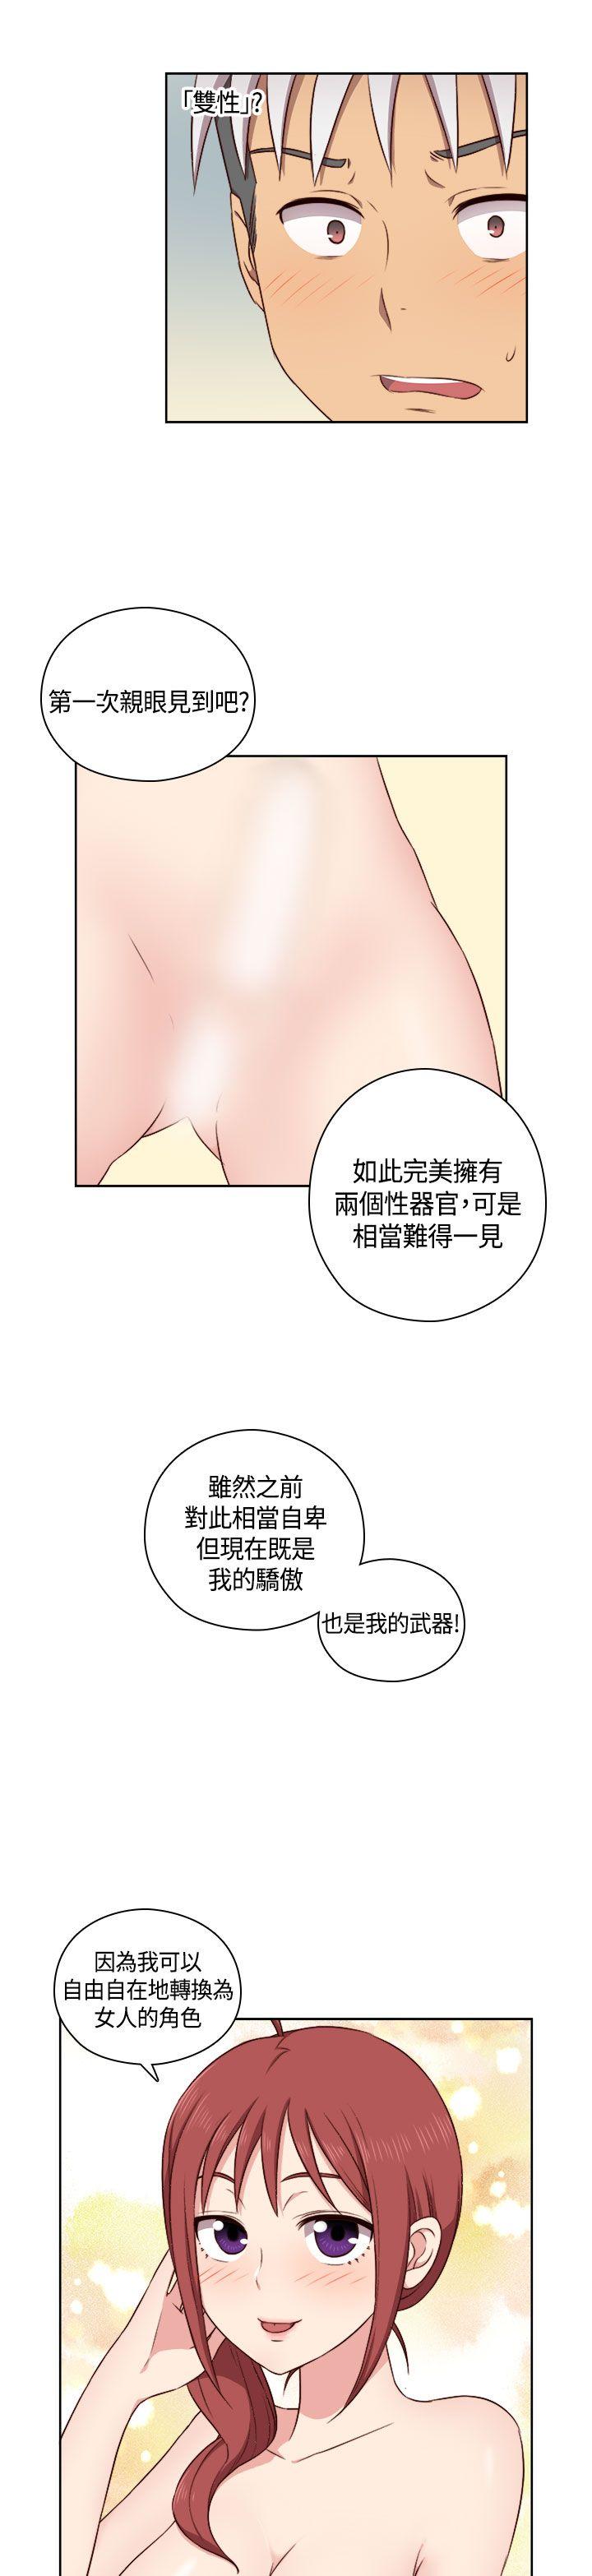 「雙性」?
第一次親眼見到吧?
如此完美擁有
兩個性器官，可是
相當難得一見
雖然之前
對此相當自卑
但現在既是
我的驕傲
也是我的武器!
因為我可以
自由自在地轉換為
女人的角色